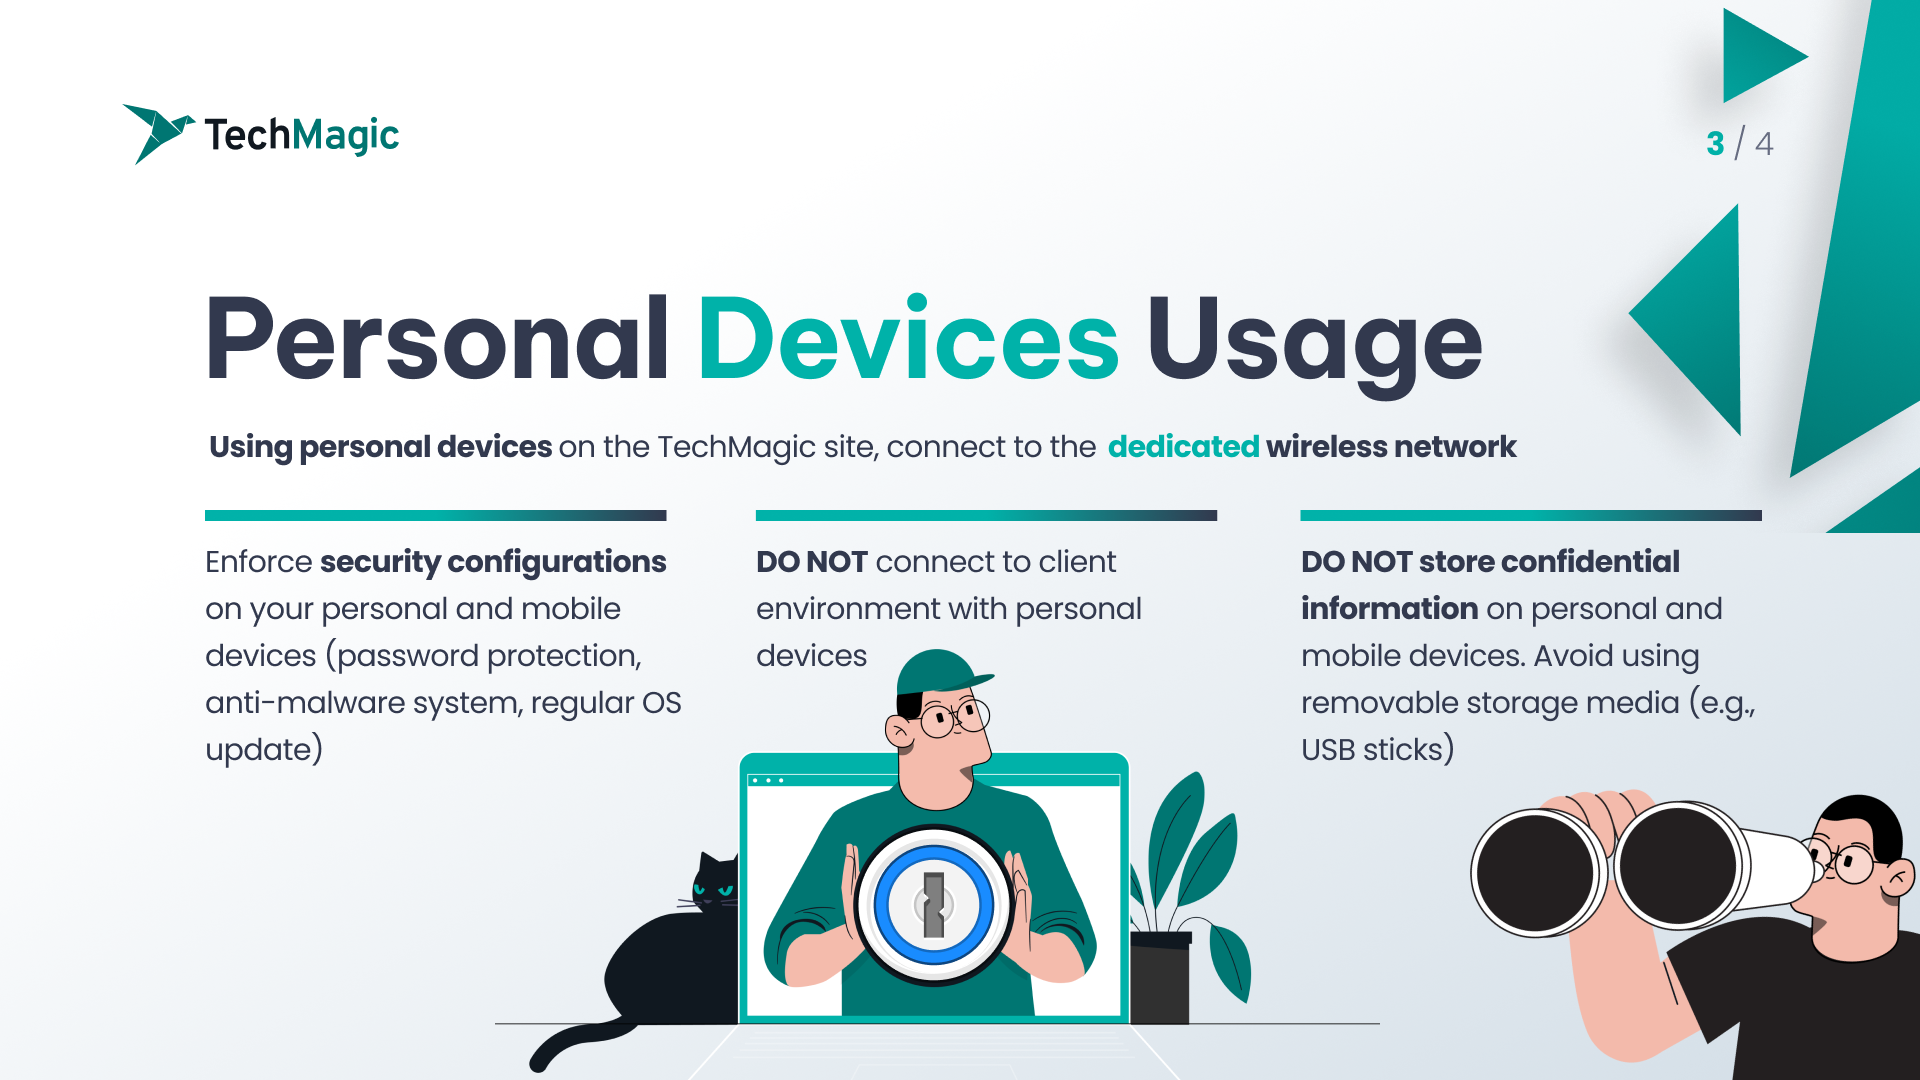 TechMagic
3 / 4
Personal Devices Usage
Using personal devices on the TechMagic site, connect to the dedicated wireless network
Enforce security configurations
on your personal and mobile
devices (password protection,
anti-malware system, regular OS
update)
DO NOT connect to client
environment with personal
devices
DO NOT store confidential
information on personal and
mobile devices. Avoid using
removable storage media (e.g.,
USB sticks)